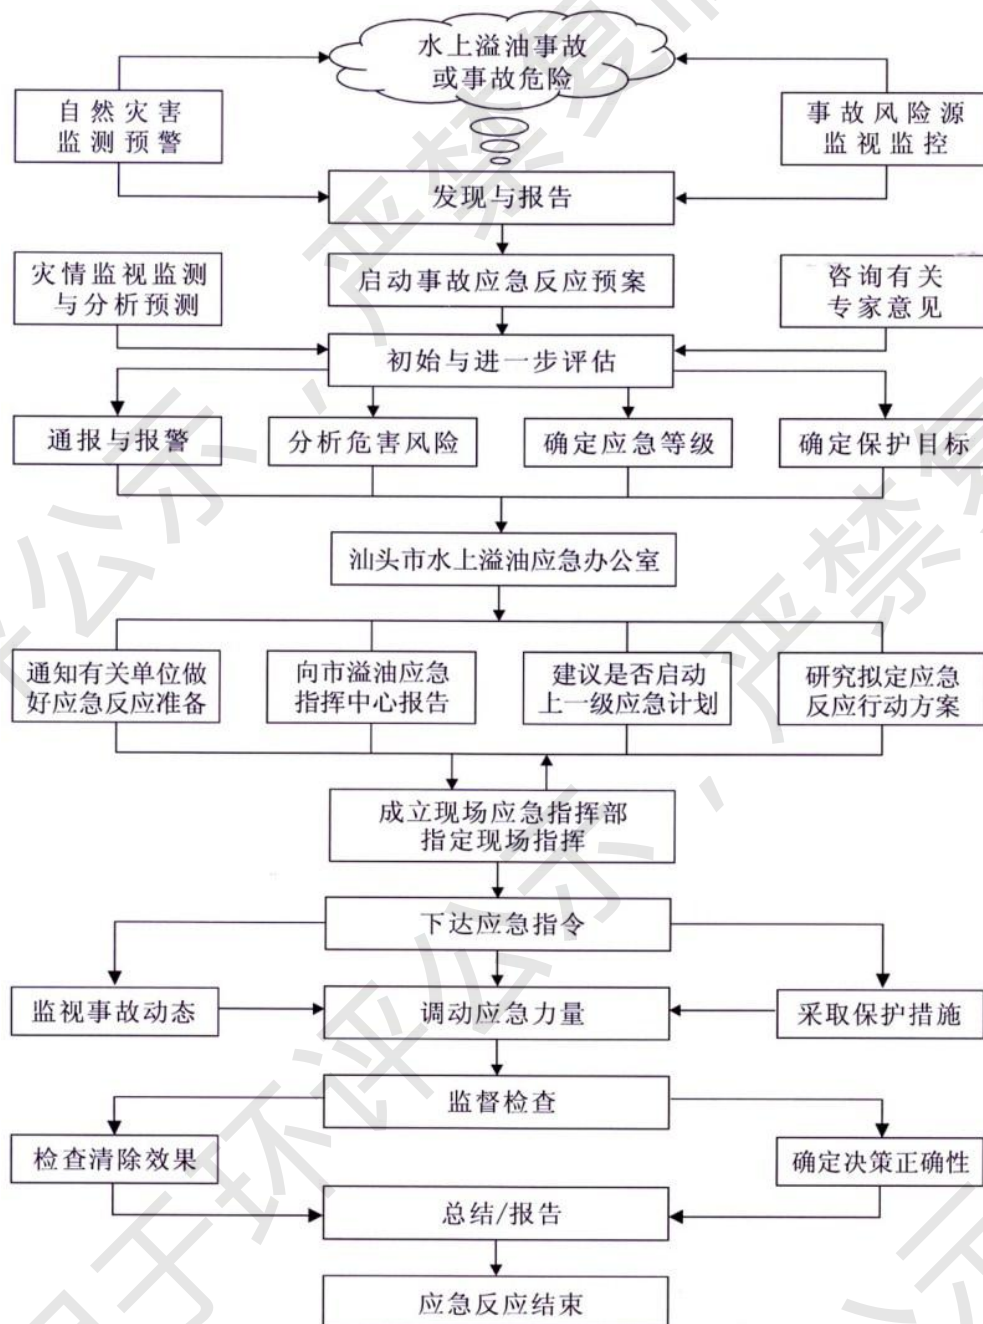 水上溢油事故
或事故危险
自然灾害
监测预警
事故风险源
监视监控
发现与报告
灾情监视监测
与分析预测
启动事故应急反应预案
咨询有关
专家意见
初始与进一步评估
通报与报警
分析危害风险
确定应急等级
确定保护目标
汕头市水上溢油应急办公室
通知有关单位做
好应急反应准备
向市溢油应急
指挥中心报告
建议是否启动
上一级应急计划
研究拟定应急
反应行动方案
成立现场应急指挥部
指定现场指挥
下达应急指令
监视事故动态
调动应急力量
采取保护措施
监督检查
检查清除效果
确定决策正确性
总结/报告
应急反应结束